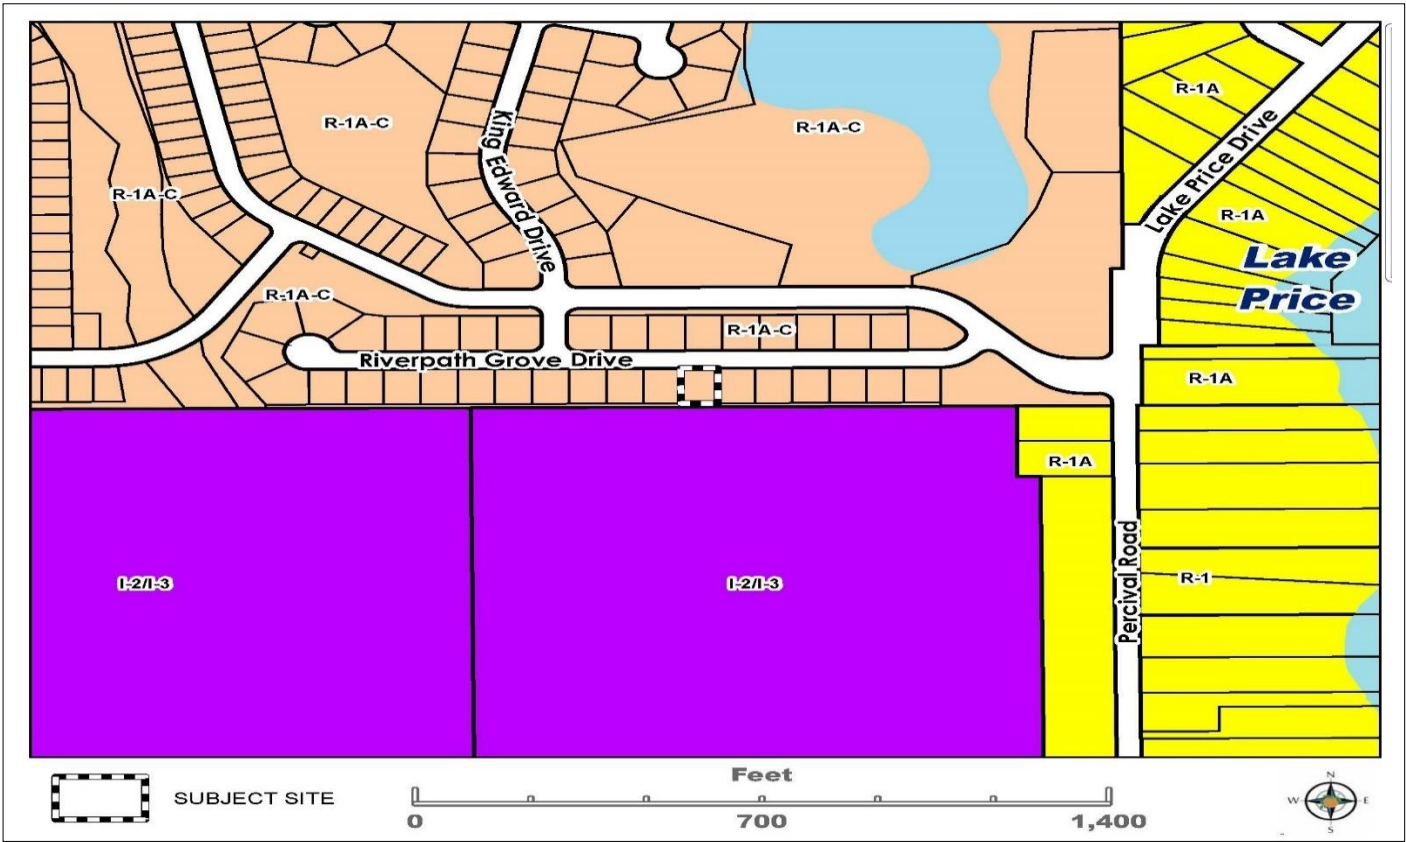 R-1A
R-1A-C
R-1A-C
King Edward Drive
Lake Price Drive
R-1A-C
R-1A
Lake
Price
R-1A-C
R-1A-C
Riverpath Grove Drive
R-1A
R-1A
I-2/I-3
I-2/I-3
R-1
Percival Road
SUBJECT SITE
Feet
0 700 1,400
N
W E
S